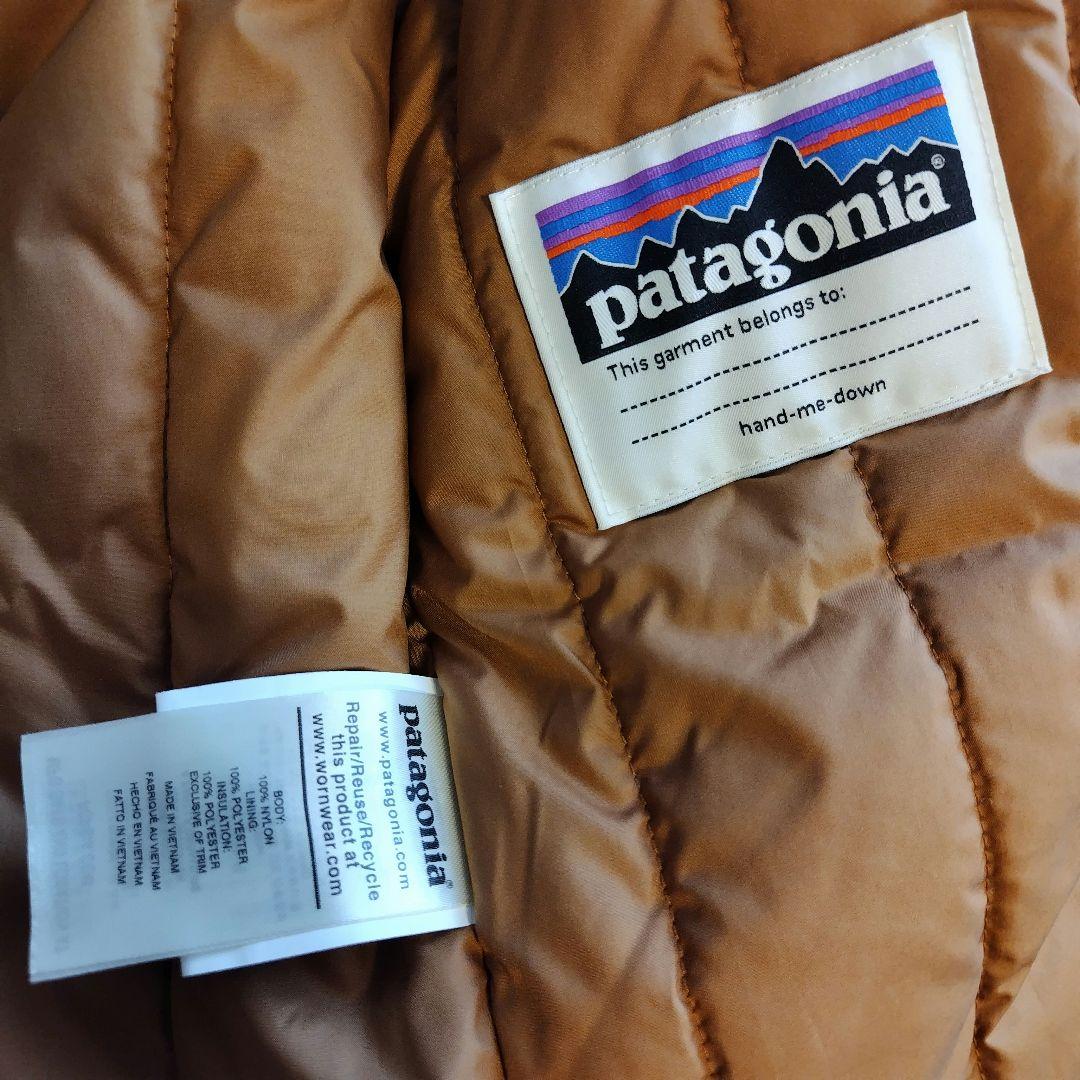 patagonia®
This garment belongs to:
hand-me-down
patagonia®
www.patagonia.com
Repair/Reuse/Recycle
this product at
www.wornwear.com
BODY:
100% NYLON
LINING:
100% POLYESTER
INSULATION:
100% POLYESTER
EXCLUSIVE OF TRIM
MADE IN VIETNAM
FABRIQUÉ AU VIETNAM
HECHO EN VIETNAM
FATTO IN VIETNAM